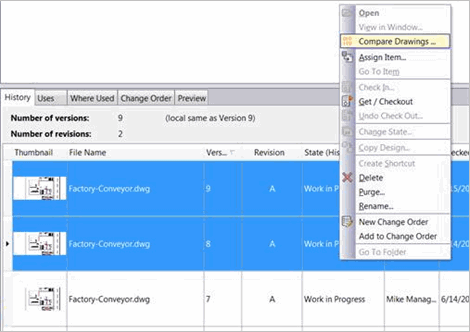 Open
View in Window...
Compare Drawings ...
Assign Item...
Go To Item
Check In...
Get / Checkout
Undo Check Out...
Change State...
Copy Design...
Create Shortcut
Delete
Purge...
Rename...
New Change Order
Add to Change Order
Go To Folder
History Uses Where Used Change Order Preview
Number of versions: 9 (local same as Version 9)
Number of revisions: 2
Thumbnail File Name Vers... Revision State (His
Factory-Conveyor.dwg 9 A Work in P
Factory-Conveyor.dwg 8 A Work in P
Factory-Conveyor.dwg 7 A Work in Progress Mike Manag... 6/14/20